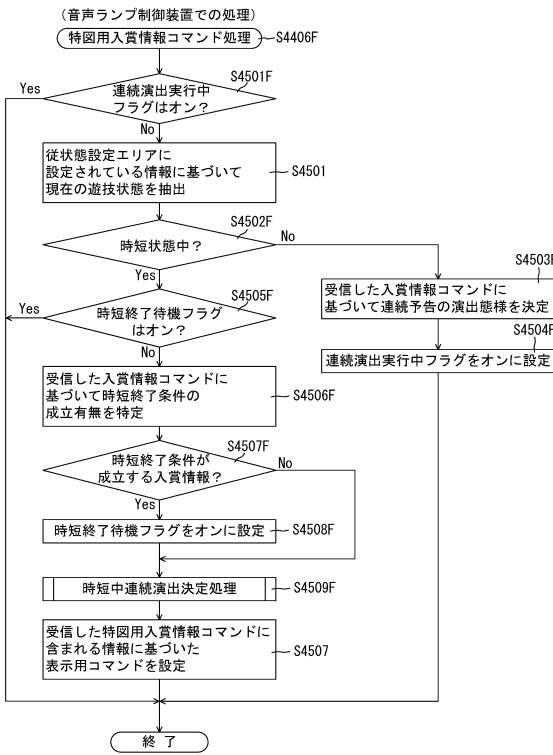 (音声ランプ制御装置での処理)
特図用入賞情報コマンド処理
S4406F
S4501F
連続演出実行中
フラグはオン?
Yes
No
従状態設定エリアに
設定されている情報に基づいて
現在の遊技状態を抽出
S4501
S4502F
時短状態中?
No
Yes
S4503F
受信した入賞情報コマンドに
基づいて連続予告の演出態様を決定
S4504F
連続演出実行中フラグをオンに設定
S4505F
時短終了待機フラグ
はオン?
Yes
No
受信した入賞情報コマンドに
基づいて時短終了条件の
成立有無を特定
S4506F
S4507F
時短終了条件が
成立する入賞情報?
No
Yes
時短終了待機フラグをオンに設定
S4508F
時短中連続演出決定処理
S4509F
受信した特図用入賞情報コマンドに
含まれる情報に基づいた
表示用コマンドを設定
S4507
終了